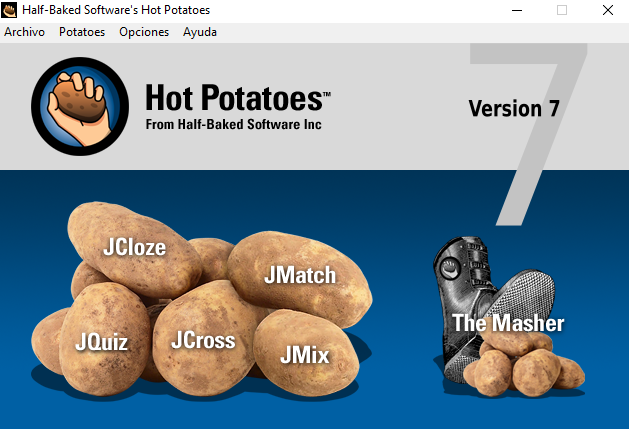 Half-Baked Software's Hot Potatoes
Archivo Potatoes Opciones Ayuda
7
Hot Potatoes™
From Half-Baked Software Inc
Version 7
JCloze
JMatch
JQuiz
JCross
JMix
The Masher